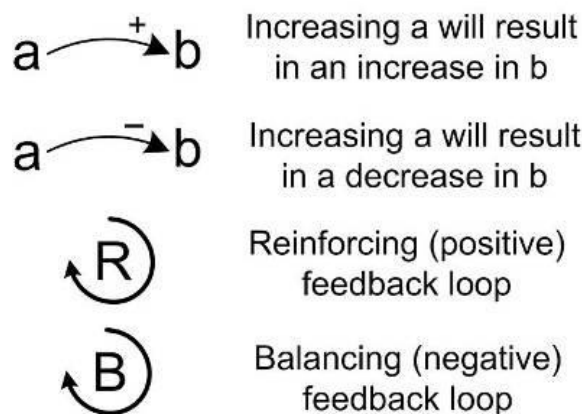 a + b
Increasing a will result
in an increase in b
a − b
Increasing a will result
in a decrease in b
R
Reinforcing (positive)
feedback loop
B
Balancing (negative)
feedback loop